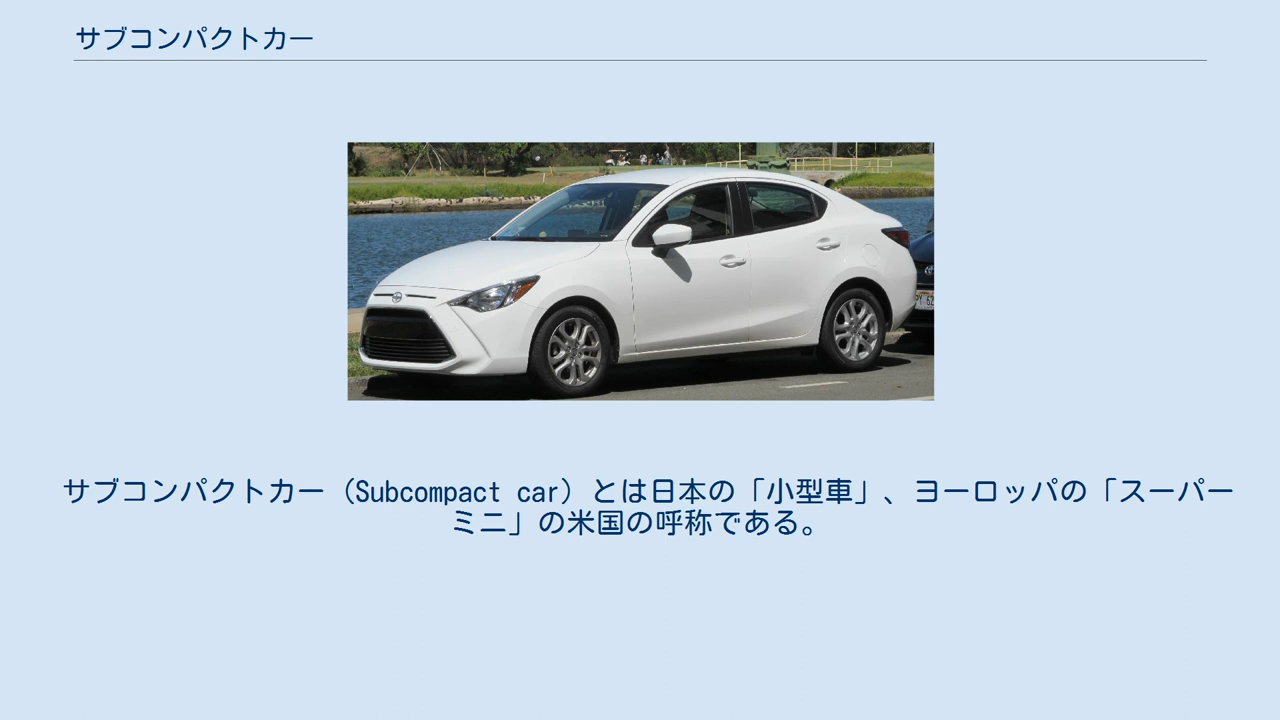 サブコンパクトカー
PY 62
サブコンパクトカー（Subcompact car）とは日本の「小型車」、ヨーロッパの「スーパー
ミニ」の米国の呼称である。